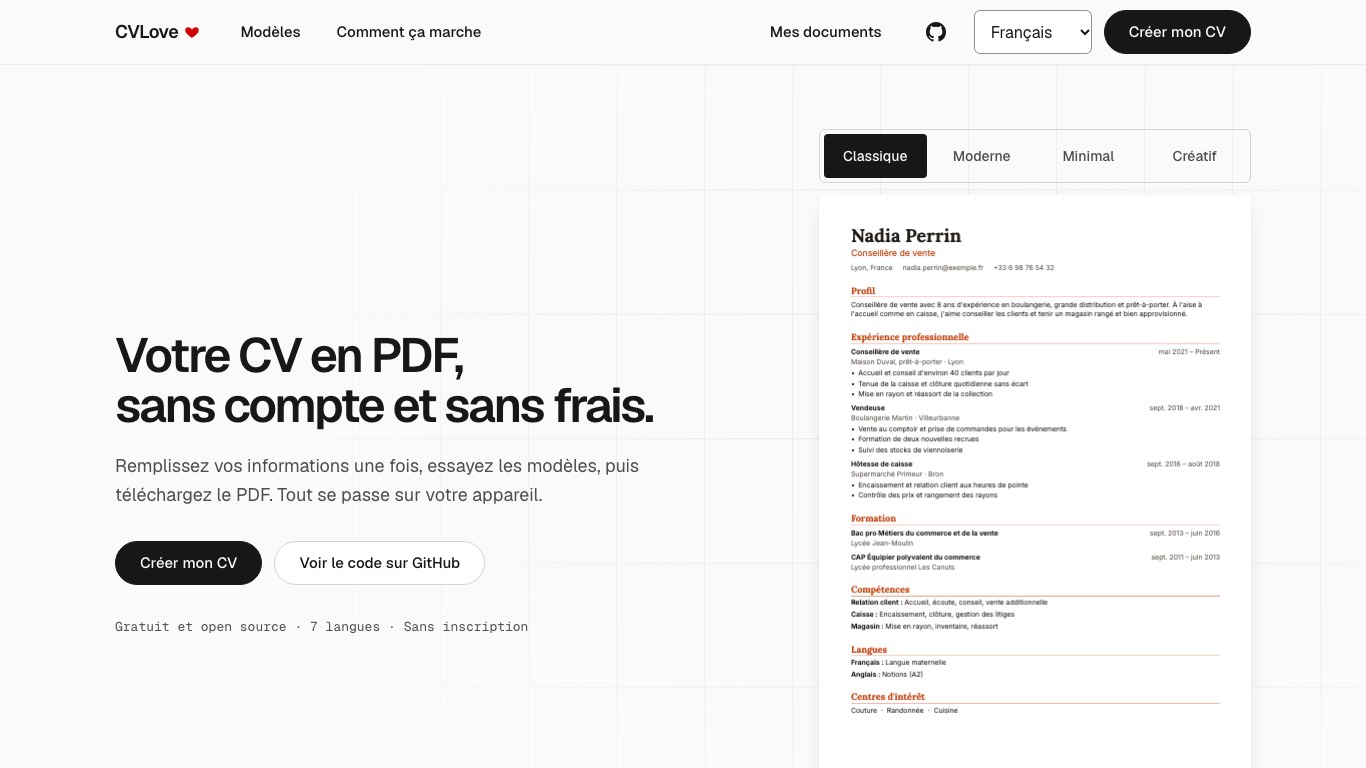 CVLove
Modèles
Comment ça marche
Mes documents
Français
Créer mon CV
Votre CV en PDF,
sans compte et sans frais.
Remplissez vos informations une fois, essayez les modèles, puis
téléchargez le PDF. Tout se passe sur votre appareil.
Créer mon CV
Voir le code sur GitHub
Gratuit et open source · 7 langues · Sans inscription
Classique
Moderne
Minimal
Créatif
Nadia Perrin
Conseillère de vente
Lyon, France nadia.perrin@exemple.fr +33 6 98 76 54 32
Profil
Conseillère de vente avec 8 ans d'expérience en boulangerie, grande distribution et prêt-à-porter. À l'aise à
l'accueil comme en caisse, j'aime conseiller les clients et tenir un magasin rangé et bien approvisionné.
Expérience professionnelle
Conseillère de vente mai 2021 – Présent
Maison Duval, prêt-à-porter · Lyon
• Accueil et conseil d'environ 40 clients par jour
• Tenue de la caisse et clôture quotidienne sans écart
• Mise en rayon et réassort de la collection
Vendeuse sept. 2018 – avr. 2021
Boulangerie Martin · Villeurbanne
• Vente au comptoir et prise de commandes pour les événements
• Formation de deux nouvelles recrues
• Suivi des stocks de viennoiserie
Hôtesse de caisse sept. 2016 – août 2018
Supermarché Primeur · Bron
• Encaissement et relation client aux heures de pointe
• Contrôle des prix et rangement des rayons
Formation
Bac pro Métiers du commerce et de la vente sept. 2013 – juin 2016
Lycée Jean-Moulin
CAP Équipier polyvalent du commerce sept. 2011 – juin 2013
Lycée professionnel Les Canuts
Compétences
Relation client : Accueil, écoute, conseil, vente additionnelle
Caisse : Encaissement, clôture, gestion des litiges
Magasin : Mise en rayon, inventaire, réassort
Langues
Français : Langue maternelle
Anglais : Notions (A2)
Centres d'intérêt
Couture · Randonnée · Cuisine